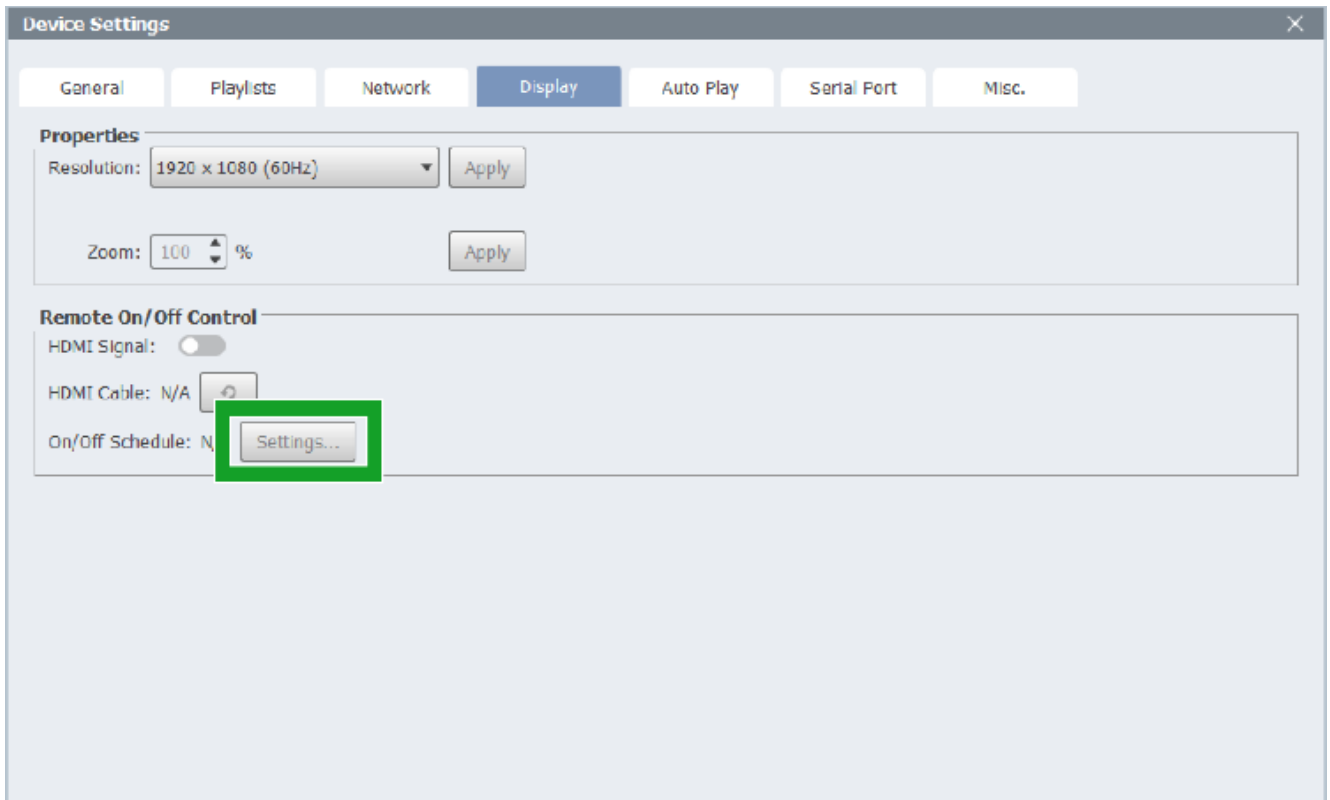 Device Settings
General Playlists Network Display Auto Play Serial Port Misc.
Properties
Resolution: 1920 x 1080 (60Hz) Apply
Zoom: 100 % Apply
Remote On/Off Control
HDMI Signal:
HDMI Cable: N/A
On/Off Schedule: Settings...